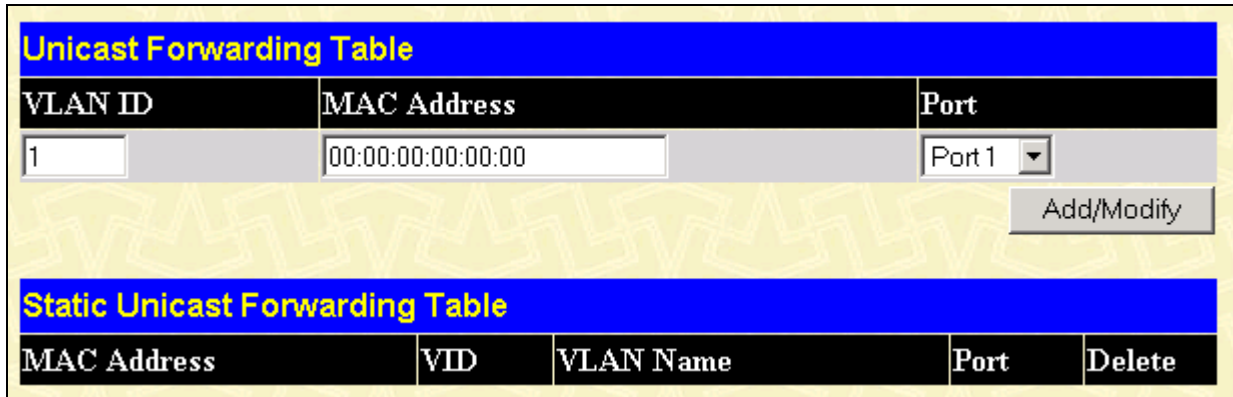 Unicast Forwarding Table
VLAN ID MAC Address Port
1 00:00:00:00:00:00 Port 1
Add/Modify
Static Unicast Forwarding Table
MAC Address VID VLAN Name Port Delete